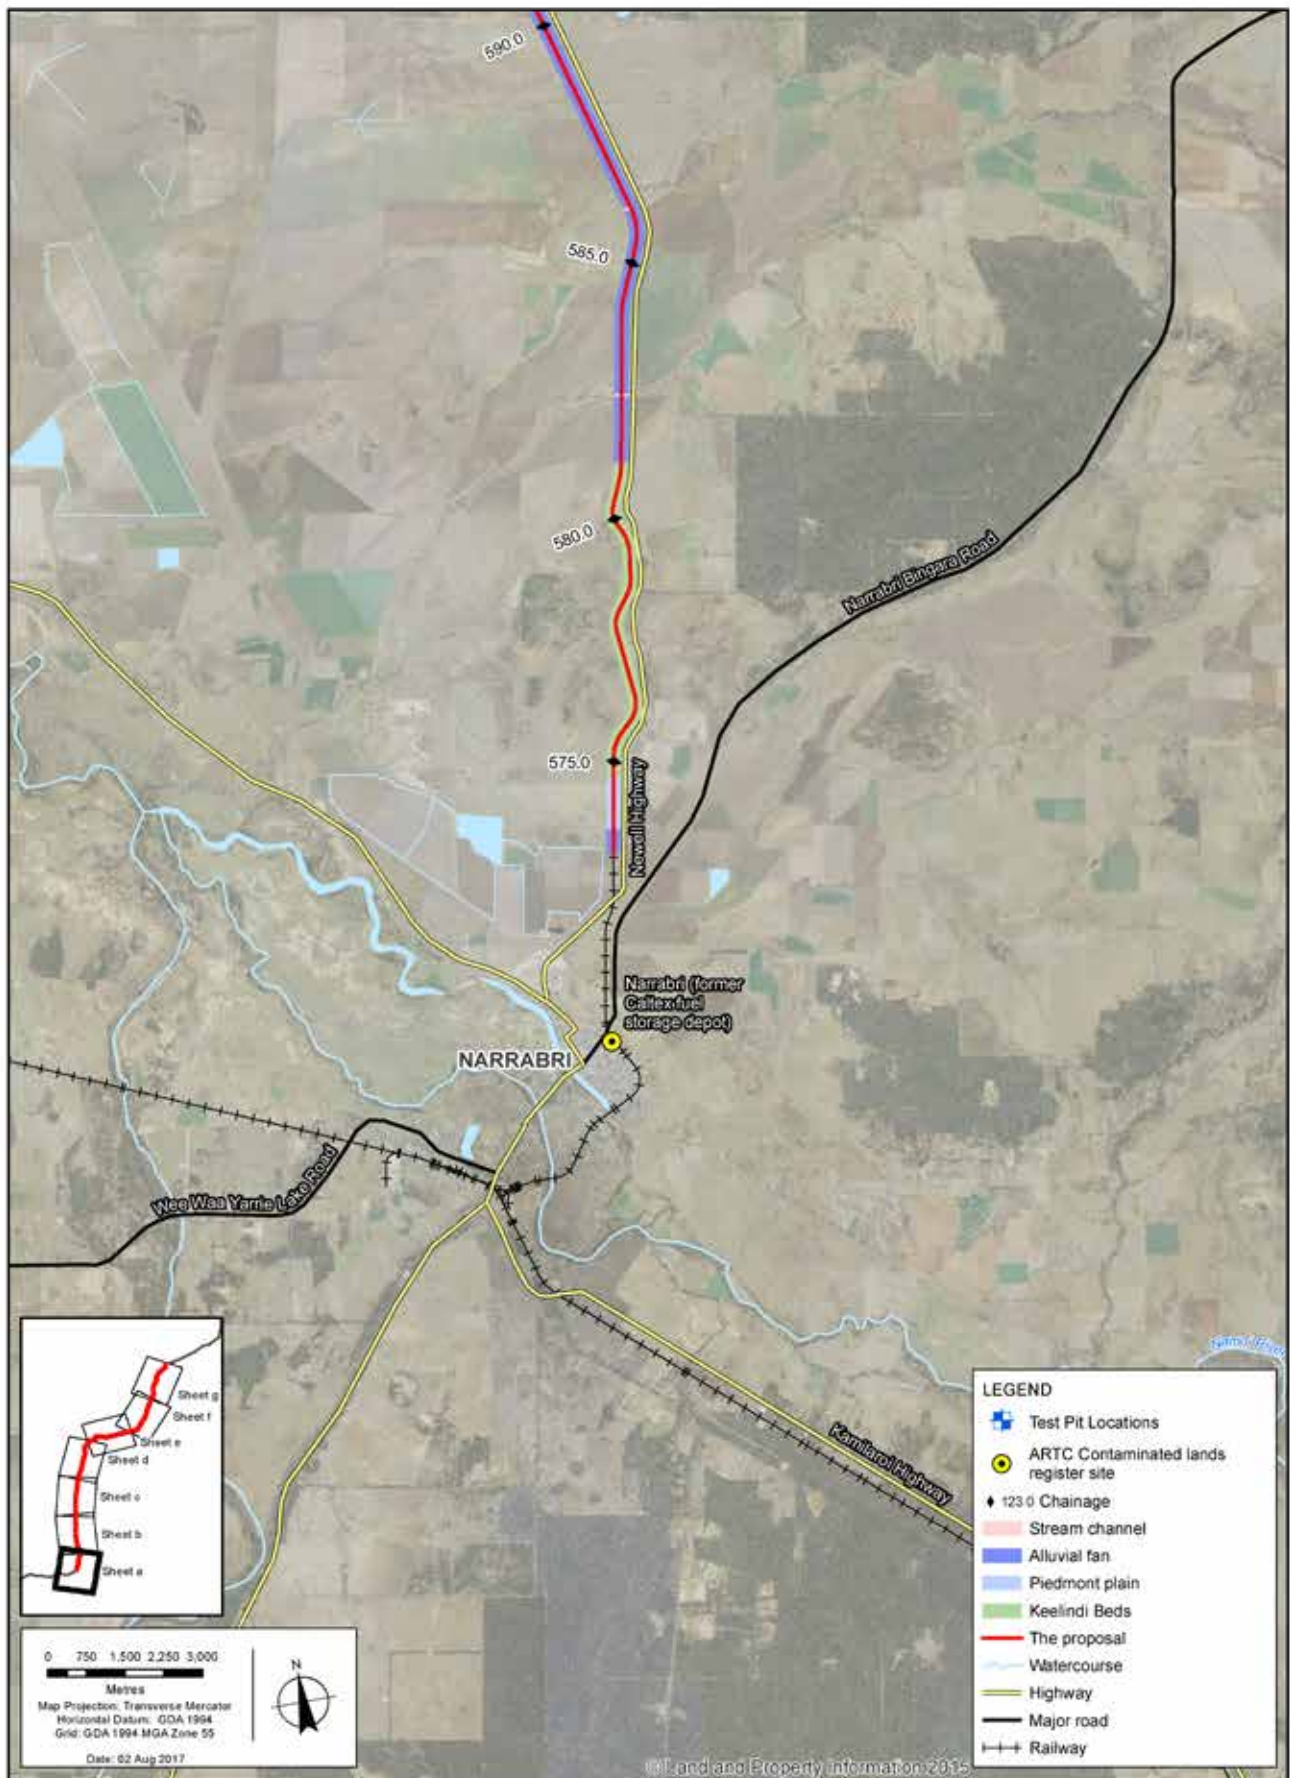 590.0
585.0
580.0
Narrabri Bingara Road
575.0
Newell Highway
Narrabri (former
Caltex fuel
storage depot)
NARRABRI
Wee Waa Yarrie Lake Road
Namoi River
Kamilaroi Highway
Sheet g
Sheet f
Sheet e
Sheet d
Sheet c
Sheet b
Sheet a
LEGEND
Test Pit Locations
ARTC Contaminated lands
register site
123.0 Chainage
Stream channel
Alluvial fan
Piedmont plain
Keelindi Beds
The proposal
Watercourse
Highway
Major road
Railway
0 750 1,500 2,250 3,000
Metres
Map Projection: Transverse Mercator
Horizontal Datum: GDA 1994
Grid: GDA 1994 MGA Zone 55
Date: 02 Aug 2017
N
© Land and Property Information 2015